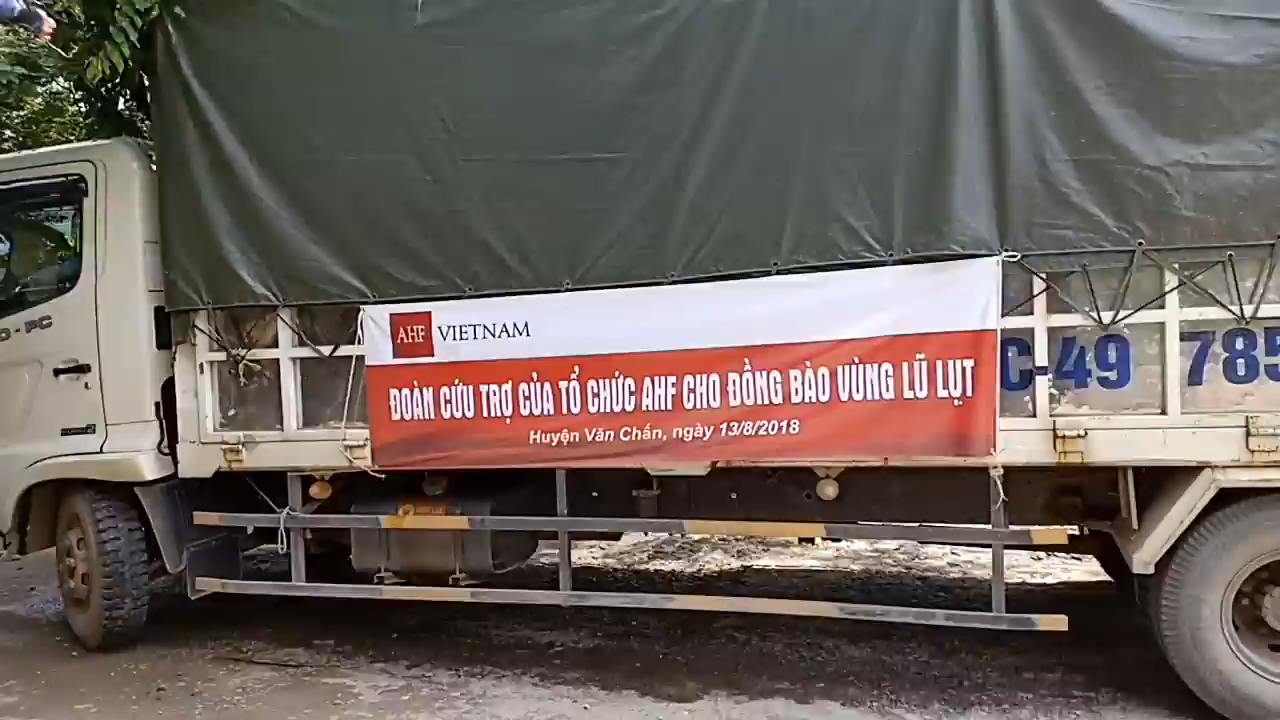 AHF VIETNAM
ĐOÀN CỨU TRỢ CỦA TỔ CHỨC AHF CHO ĐỒNG BÀO VÙNG LŨ LỤT
Huyện Văn Chấn, ngày 13/8/2018
C-49 785
FC